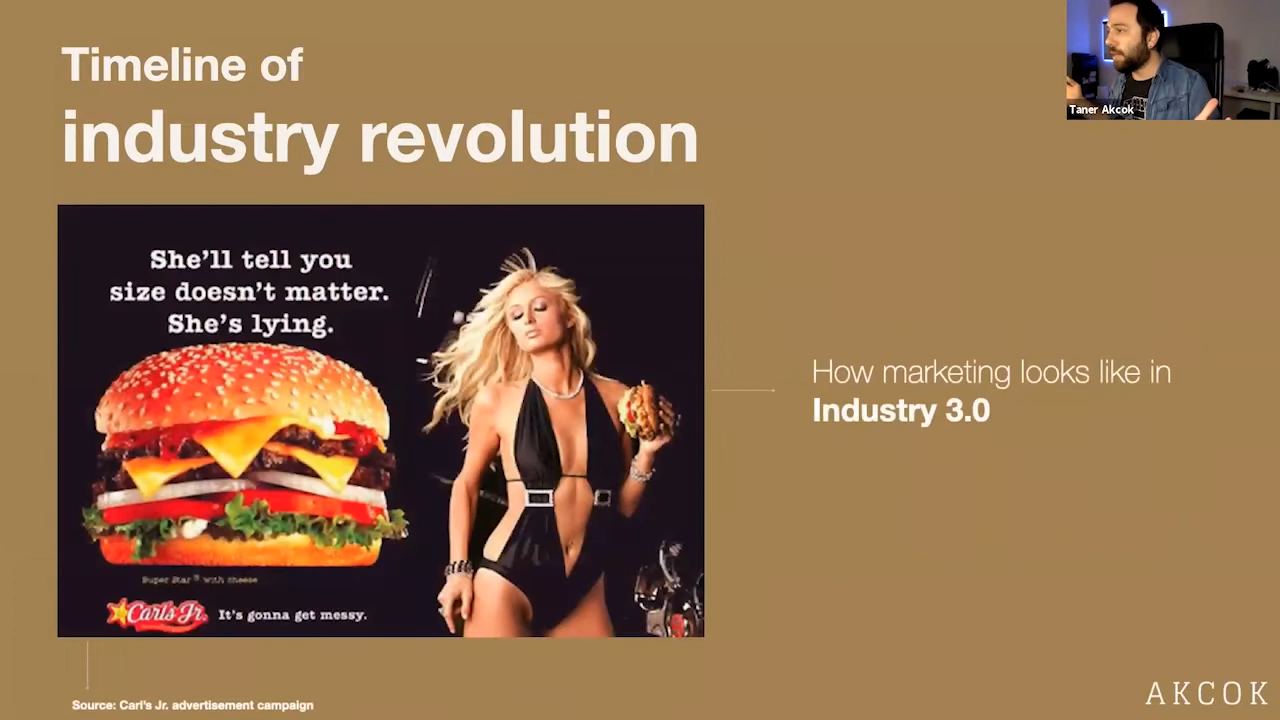 Timeline of
industry revolution
Taner Akcok
She'll tell you
size doesn't matter.
She's lying.
Super Star® with cheese
Carl's Jr. It's gonna get messy.
How marketing looks like in
Industry 3.0
Source: Carl's Jr. advertisement campaign
AKCOK